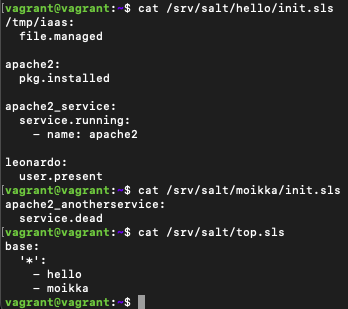 [vagrant@vagrant:~$ cat /srv/salt/hello/init.sls
/tmp/iaas:
  file.managed

apache2:
  pkg.installed

apache2_service:
  service.running:
    - name: apache2

leonardo:
  user.present
[vagrant@vagrant:~$ cat /srv/salt/moikka/init.sls
apache2_anotherservice:
  service.dead
[vagrant@vagrant:~$ cat /srv/salt/top.sls
base:
  '*':
    - hello
    - moikka
vagrant@vagrant:~$